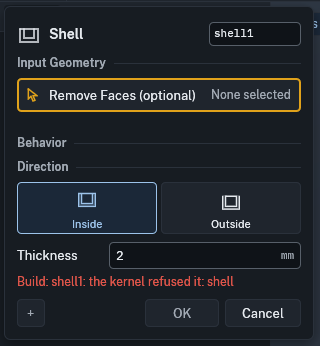 Shell
shell1
Input Geometry
Remove Faces (optional)
None selected
Behavior
Direction
Inside
Outside
Thickness
2
mm
Build: shell1: the kernel refused it: shell
+
OK
Cancel